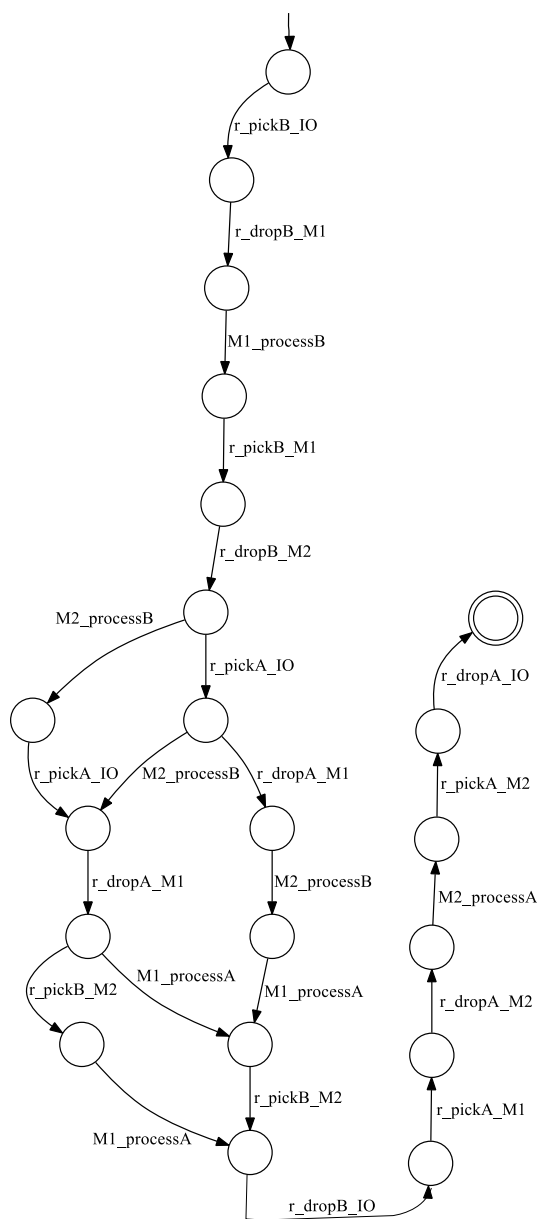 r_pickB_IO
r_dropB_M1
M1_processB
r_pickB_M1
r_dropB_M2
M2_processB
r_pickA_IO
r_pickA_IO
M2_processB
r_dropA_M1
r_dropA_M1
M2_processB
r_pickB_M2
M1_processA
M1_processA
r_pickB_M2
M1_processA
r_dropB_IO
r_pickA_M1
r_dropA_M2
M2_processA
r_pickA_M2
r_dropA_IO